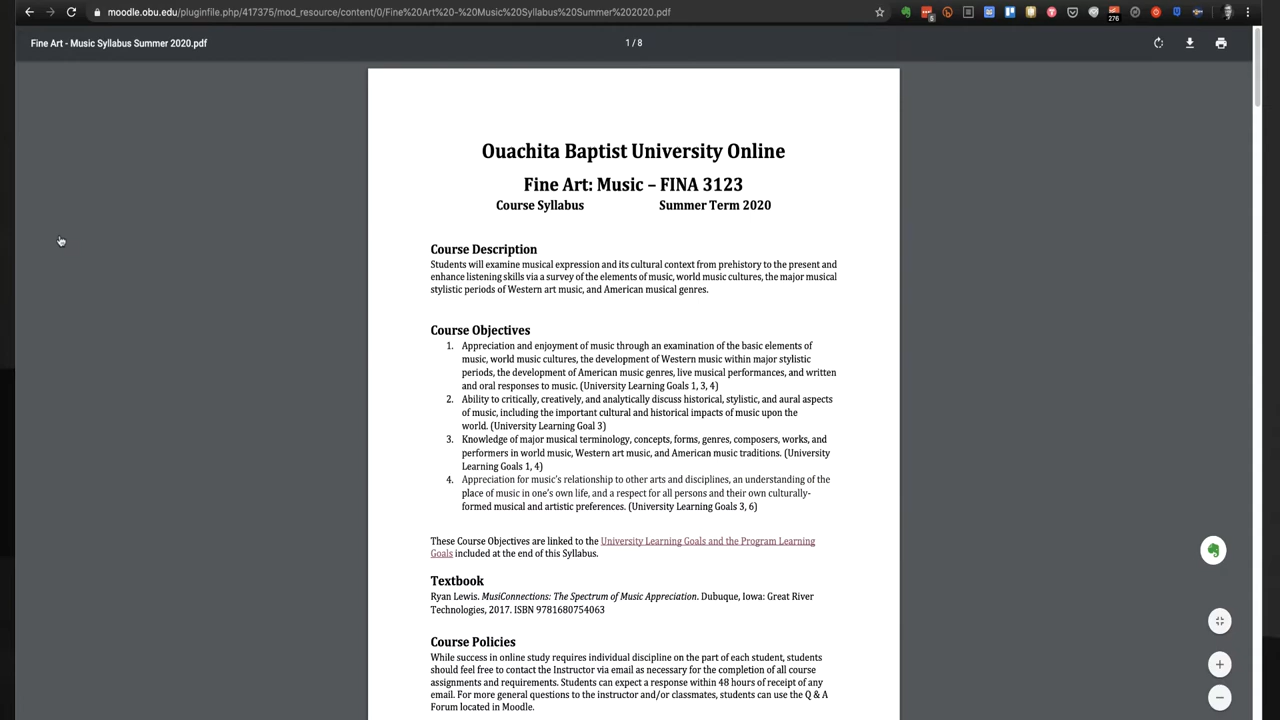 moodle.obu.edu/pluginfile.php/417375/mod_resource/content/0/Fine%20Art%20-%20Music%20Syllabus%20Summer%202020.pdf
6
276
Fine Art - Music Syllabus Summer 2020.pdf
1 / 8
Ouachita Baptist University Online
Fine Art: Music – FINA 3123
Course Syllabus Summer Term 2020
Course Description
Students will examine musical expression and its cultural context from prehistory to the present and
enhance listening skills via a survey of the elements of music, world music cultures, the major musical
stylistic periods of Western art music, and American musical genres.
Course Objectives
1. Appreciation and enjoyment of music through an examination of the basic elements of
music, world music cultures, the development of Western music within major stylistic
periods, the development of American music genres, live musical performances, and written
and oral responses to music. (University Learning Goals 1, 3, 4)
2. Ability to critically, creatively, and analytically discuss historical, stylistic, and aural aspects
of music, including the important cultural and historical impacts of music upon the
world. (University Learning Goal 3)
3. Knowledge of major musical terminology, concepts, forms, genres, composers, works, and
performers in world music, Western art music, and American music traditions. (University
Learning Goals 1, 4)
4. Appreciation for music's relationship to other arts and disciplines, an understanding of the
place of music in one's own life, and a respect for all persons and their own culturally-
formed musical and artistic preferences. (University Learning Goals 3, 6)
These Course Objectives are linked to the University Learning Goals and the Program Learning
Goals included at the end of this Syllabus.
Textbook
Ryan Lewis. MusiConnections: The Spectrum of Music Appreciation. Dubuque, Iowa: Great River
Technologies, 2017. ISBN 9781680754063
Course Policies
While success in online study requires individual discipline on the part of each student, students
should feel free to contact the Instructor via email as necessary for the completion of all course
assignments and requirements. Students can expect a response within 48 hours of receipt of any
email. For more general questions to the instructor and/or classmates, students can use the Q & A
Forum located in Moodle.